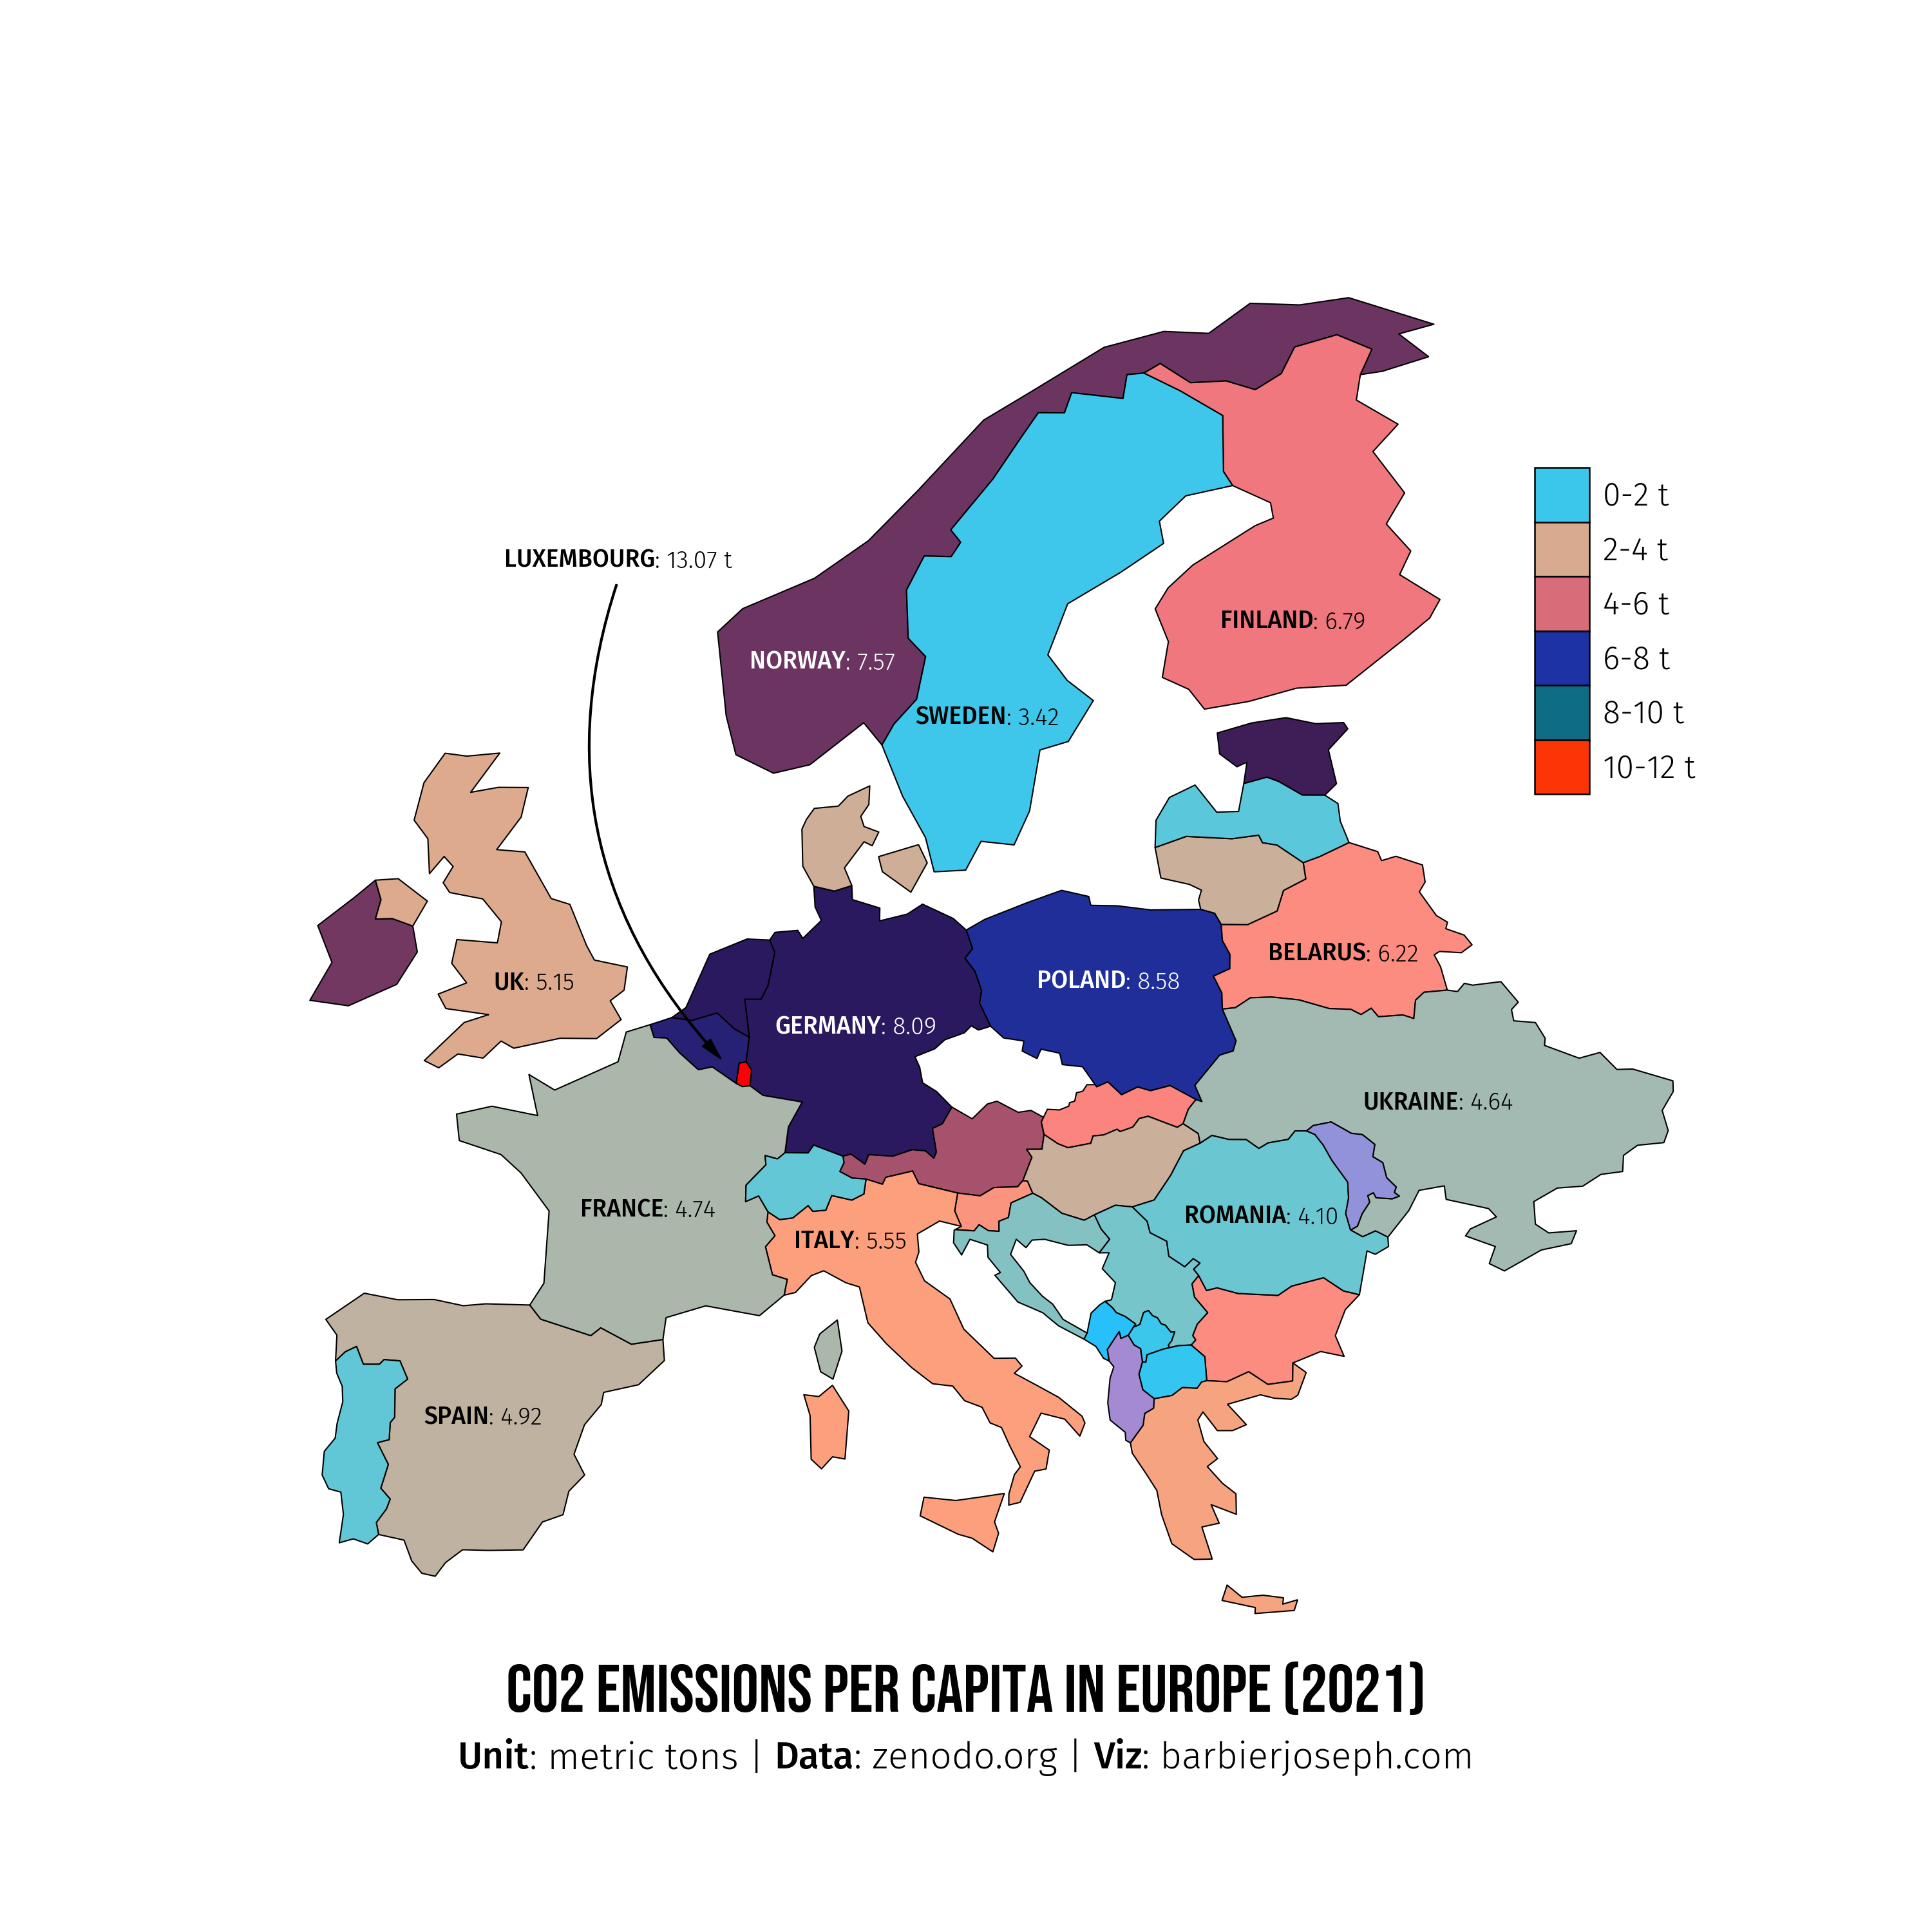 LUXEMBOURG: 13.07 t
0-2 t
2-4 t
4-6 t
6-8 t
8-10 t
10-12 t
FINLAND: 6.79
NORWAY: 7.57
SWEDEN: 3.42
BELARUS: 6.22
UK: 5.15
POLAND: 8.58
GERMANY: 8.09
UKRAINE: 4.64
FRANCE: 4.74
ROMANIA: 4.10
ITALY: 5.55
SPAIN: 4.92
CO2 EMISSIONS PER CAPITA IN EUROPE (2021)
Unit: metric tons | Data: zenodo.org | Viz: barbierjoseph.com